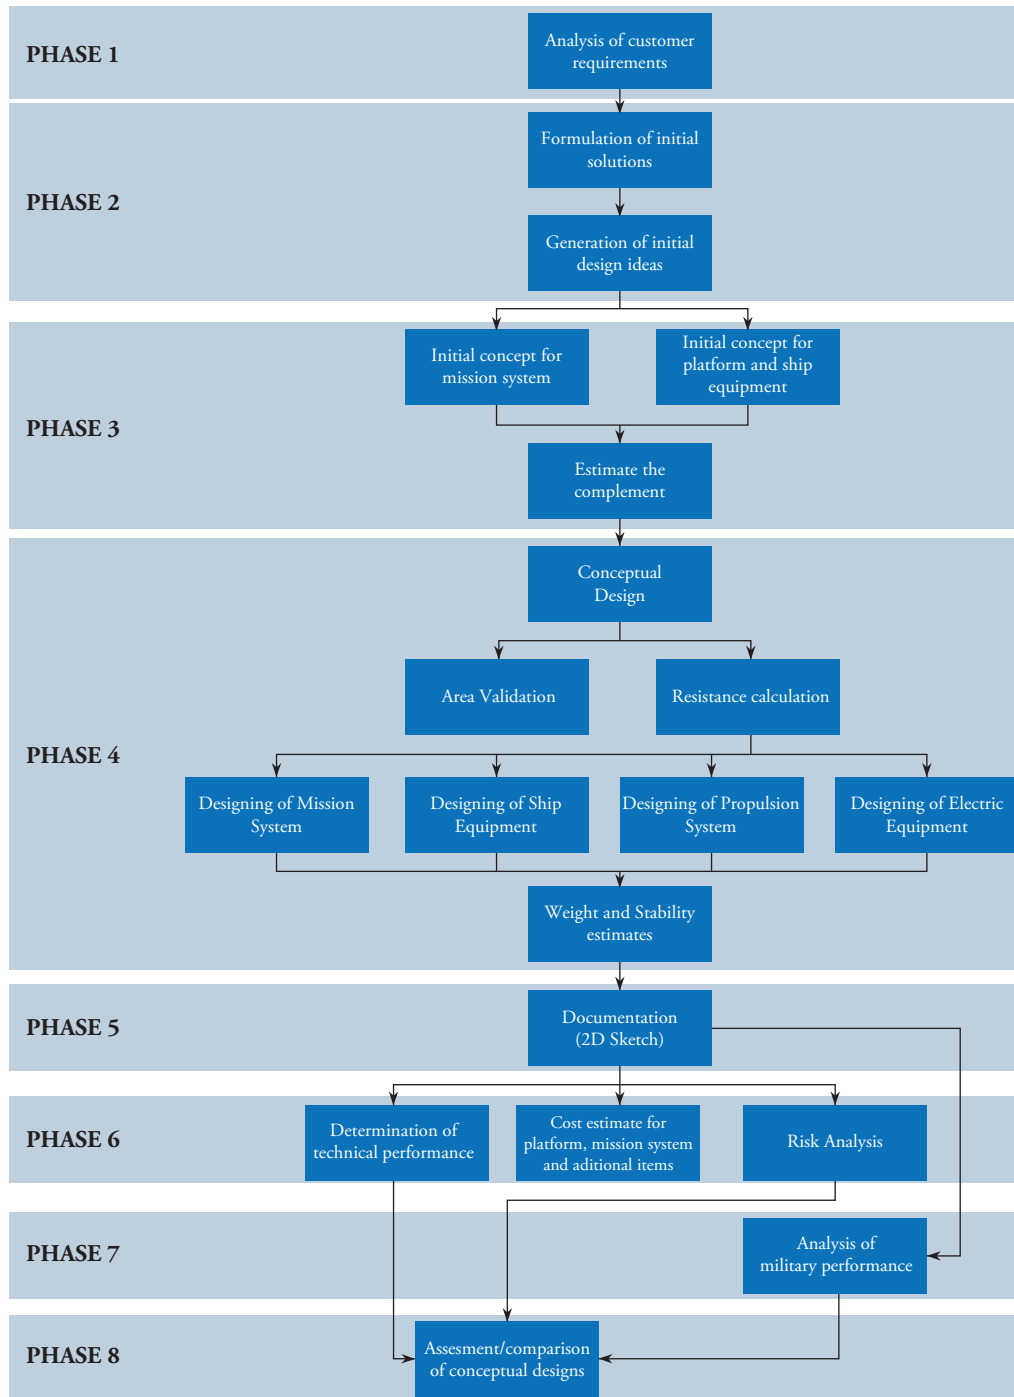 PHASE 1
Analysis of customer
requirements
PHASE 2
Formulation of initial
solutions
Generation of initial
design ideas
PHASE 3
Initial concept for
mission system
Initial concept for
platform and ship
equipment
Estimate the
complement
PHASE 4
Conceptual
Design
Area Validation
Resistance calculation
Designing of Mission
System
Designing of Ship
Equipment
Designing of Propulsion
System
Designing of Electric
Equipment
Weight and Stability
estimates
PHASE 5
Documentation
(2D Sketch)
PHASE 6
Determination of
technical performance
Cost estimate for
platform, mission system
and aditional items
Risk Analysis
PHASE 7
Analysis of
military performance
PHASE 8
Assesment/comparison
of conceptual designs